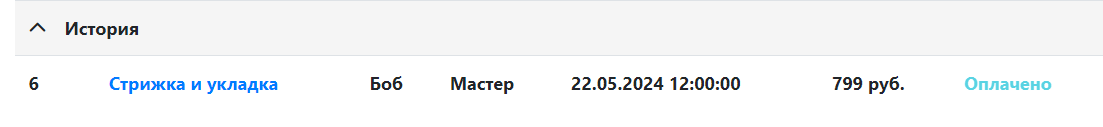 История
6 Стрижка и укладка Боб Мастер 22.05.2024 12:00:00 799 руб. Оплачено